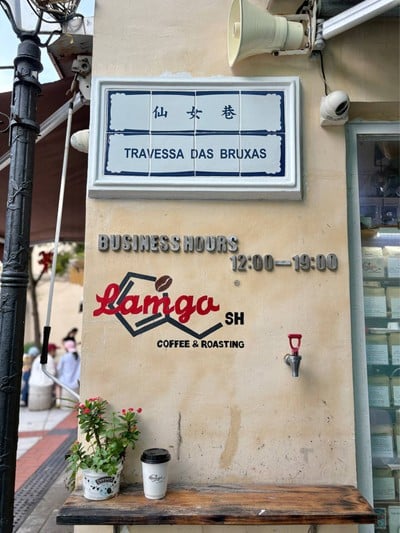 仙女巷
TRAVESSA DAS BRUXAS
BUSINESS HOURS
12:00—19:00
Lamgo SH
COFFEE & ROASTING